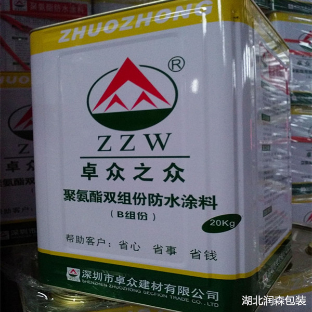 ZHUOZHONG
®
ZZW
卓众之众
聚氨酯双组份防水涂料
(B组份)
20Kg
帮助客户：省心 省事 省钱
深圳市卓众建材有限公司
湖北润森包装